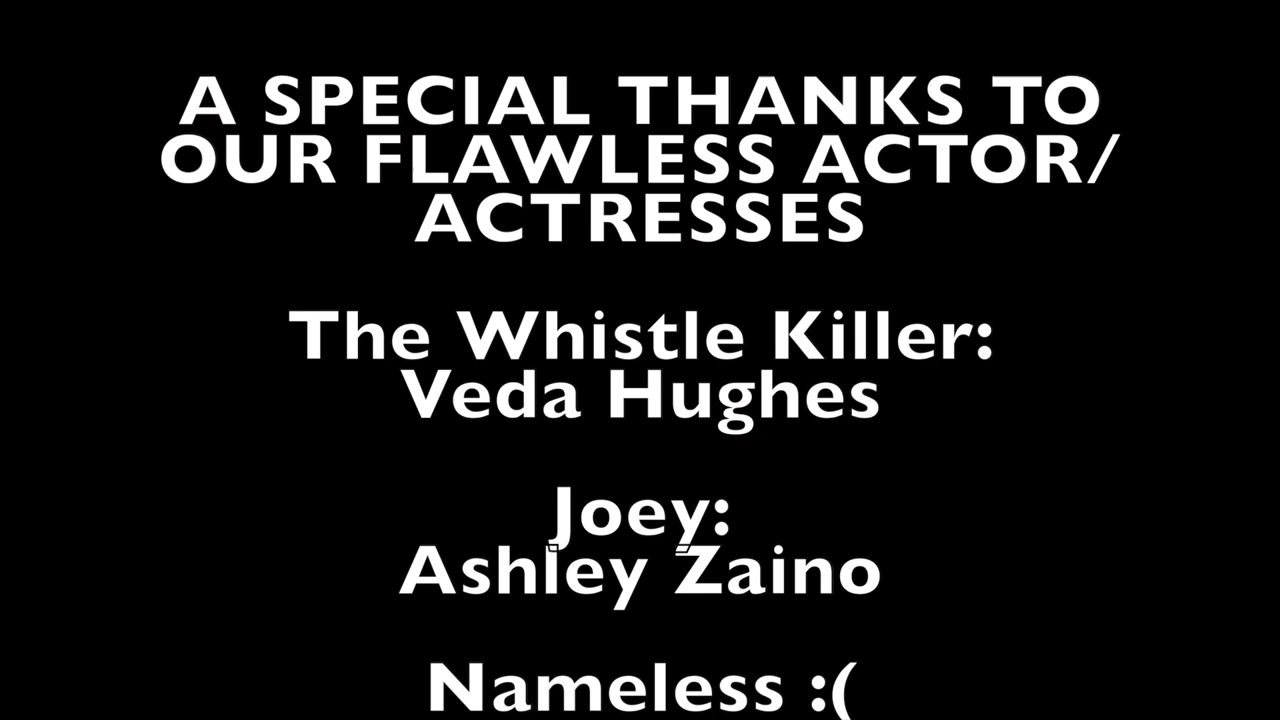 A SPECIAL THANKS TO
OUR FLAWLESS ACTOR/
ACTRESSES
The Whistle Killer:
Veda Hughes
Joey:
Ashley Zaino
Nameless :(